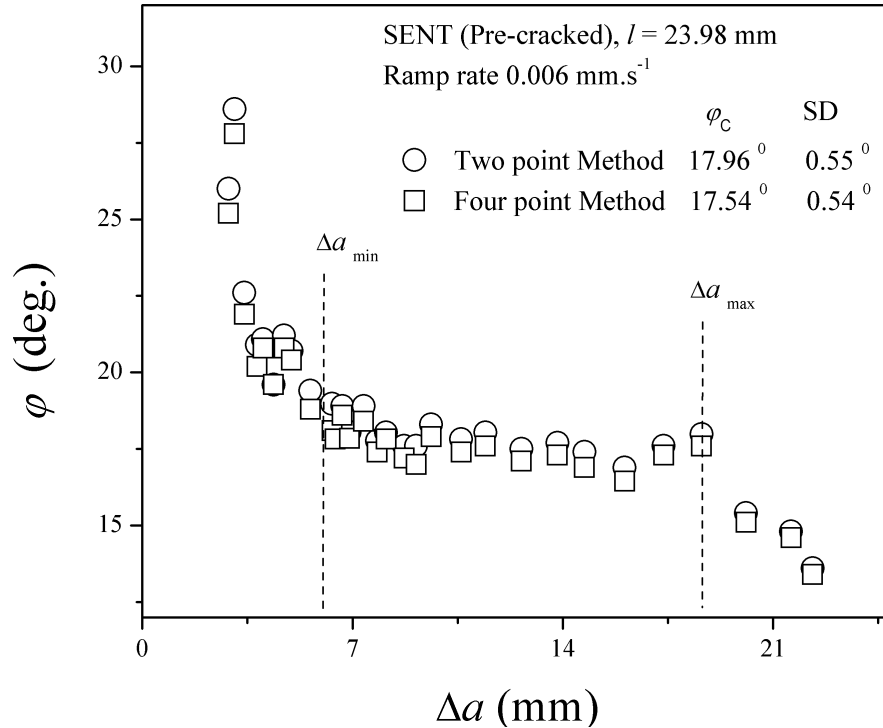 SENT (Pre-cracked), l = 23.98 mm
Ramp rate 0.006 mm.s⁻¹
φC SD
Two point Method 17.96 ⁰ 0.55 ⁰
Four point Method 17.54 ⁰ 0.54 ⁰
Δa min
Δa max
30
25
20
15
φ (deg.)
0 7 14 21
Δa (mm)